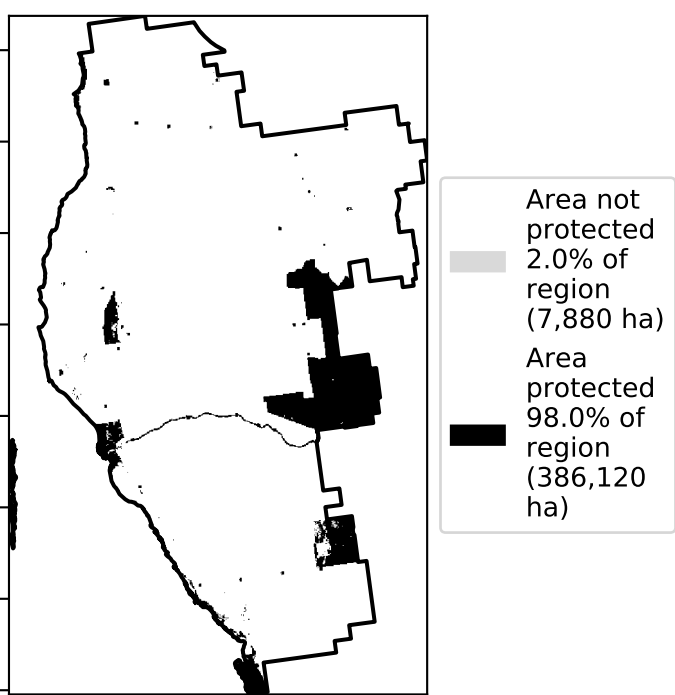 Area not
protected
2.0% of
region
(7,880 ha)
Area
protected
98.0% of
region
(386,120
ha)